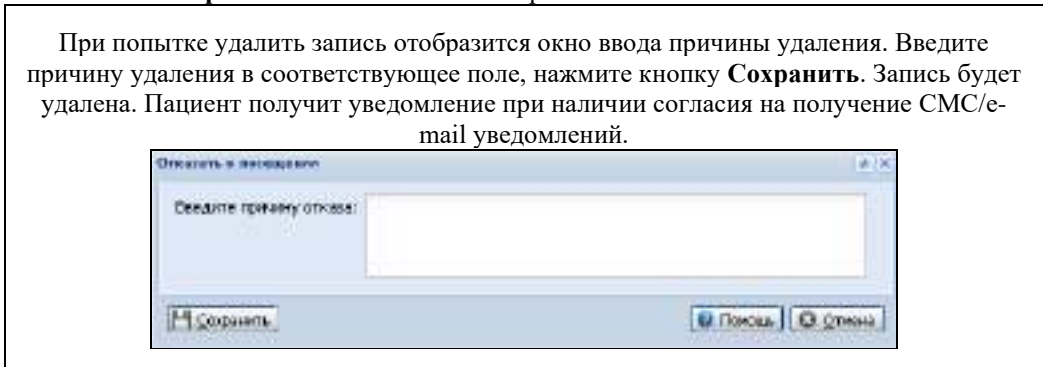 При попытке удалить запись отобразится окно ввода причины удаления. Введите
причину удаления в соответствующее поле, нажмите кнопку Сохранить. Запись будет
удалена. Пациент получит уведомление при наличии согласия на получение СМС/e-
mail уведомлений.
Отказать в посещении
Введите причину отказа:
Сохранить
Помощь
Отмена